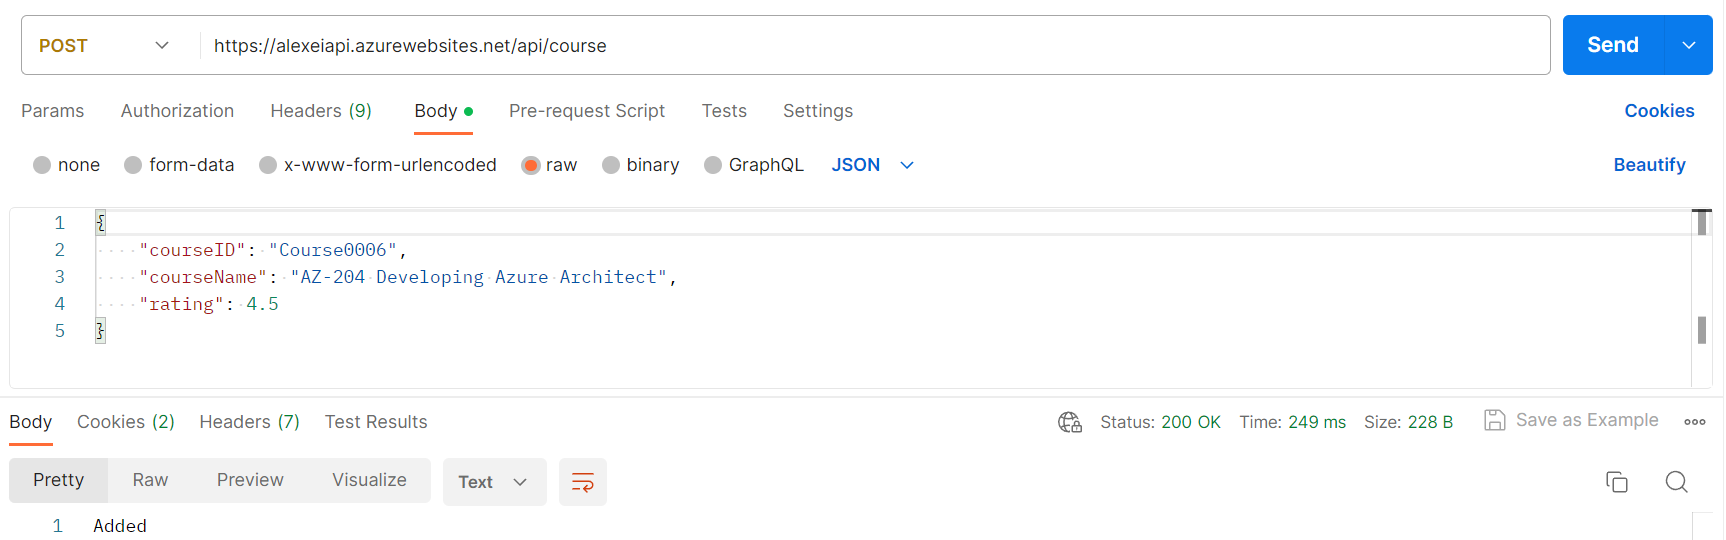 POST https://alexeiapi.azurewebsites.net/api/course Send
Params Authorization Headers (9) Body Pre-request Script Tests Settings Cookies
none form-data x-www-form-urlencoded raw binary GraphQL JSON Beautify
1 {
2 "courseID": "Course0006",
3 "courseName": "AZ-204 Developing Azure Architect",
4 "rating": 4.5
5 }
Body Cookies (2) Headers (7) Test Results Status: 200 OK Time: 249 ms Size: 228 B Save as Example
Pretty Raw Preview Visualize Text
1 Added